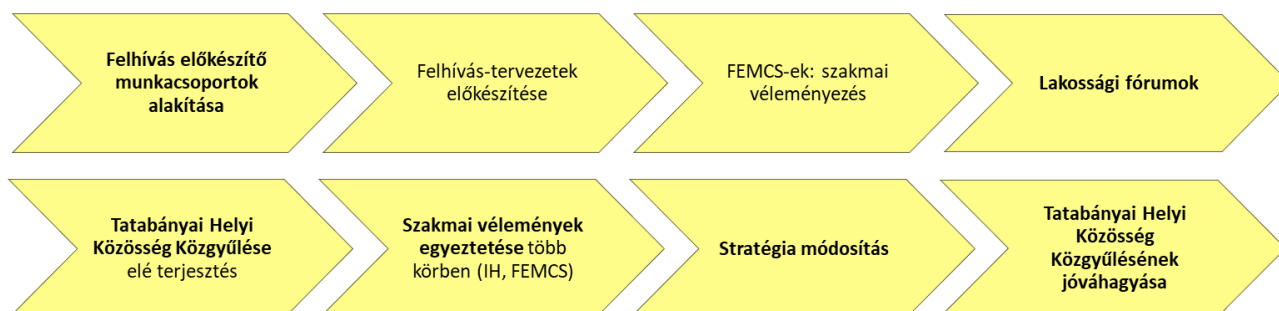 Felhívás előkészítő
munkacsoportok
alakítása
Felhívás-tervezetek
előkészítése
FEMCS-ek: szakmai
véleményezés
Lakossági fórumok
Tatabányai Helyi
Közösség Közgyűlése
elé terjesztés
Szakmai vélemények
egyeztetése több
körben (IH, FEMCS)
Stratégia módosítás
Tatabányai Helyi
Közösség
Közgyűlésének
jóváhagyása